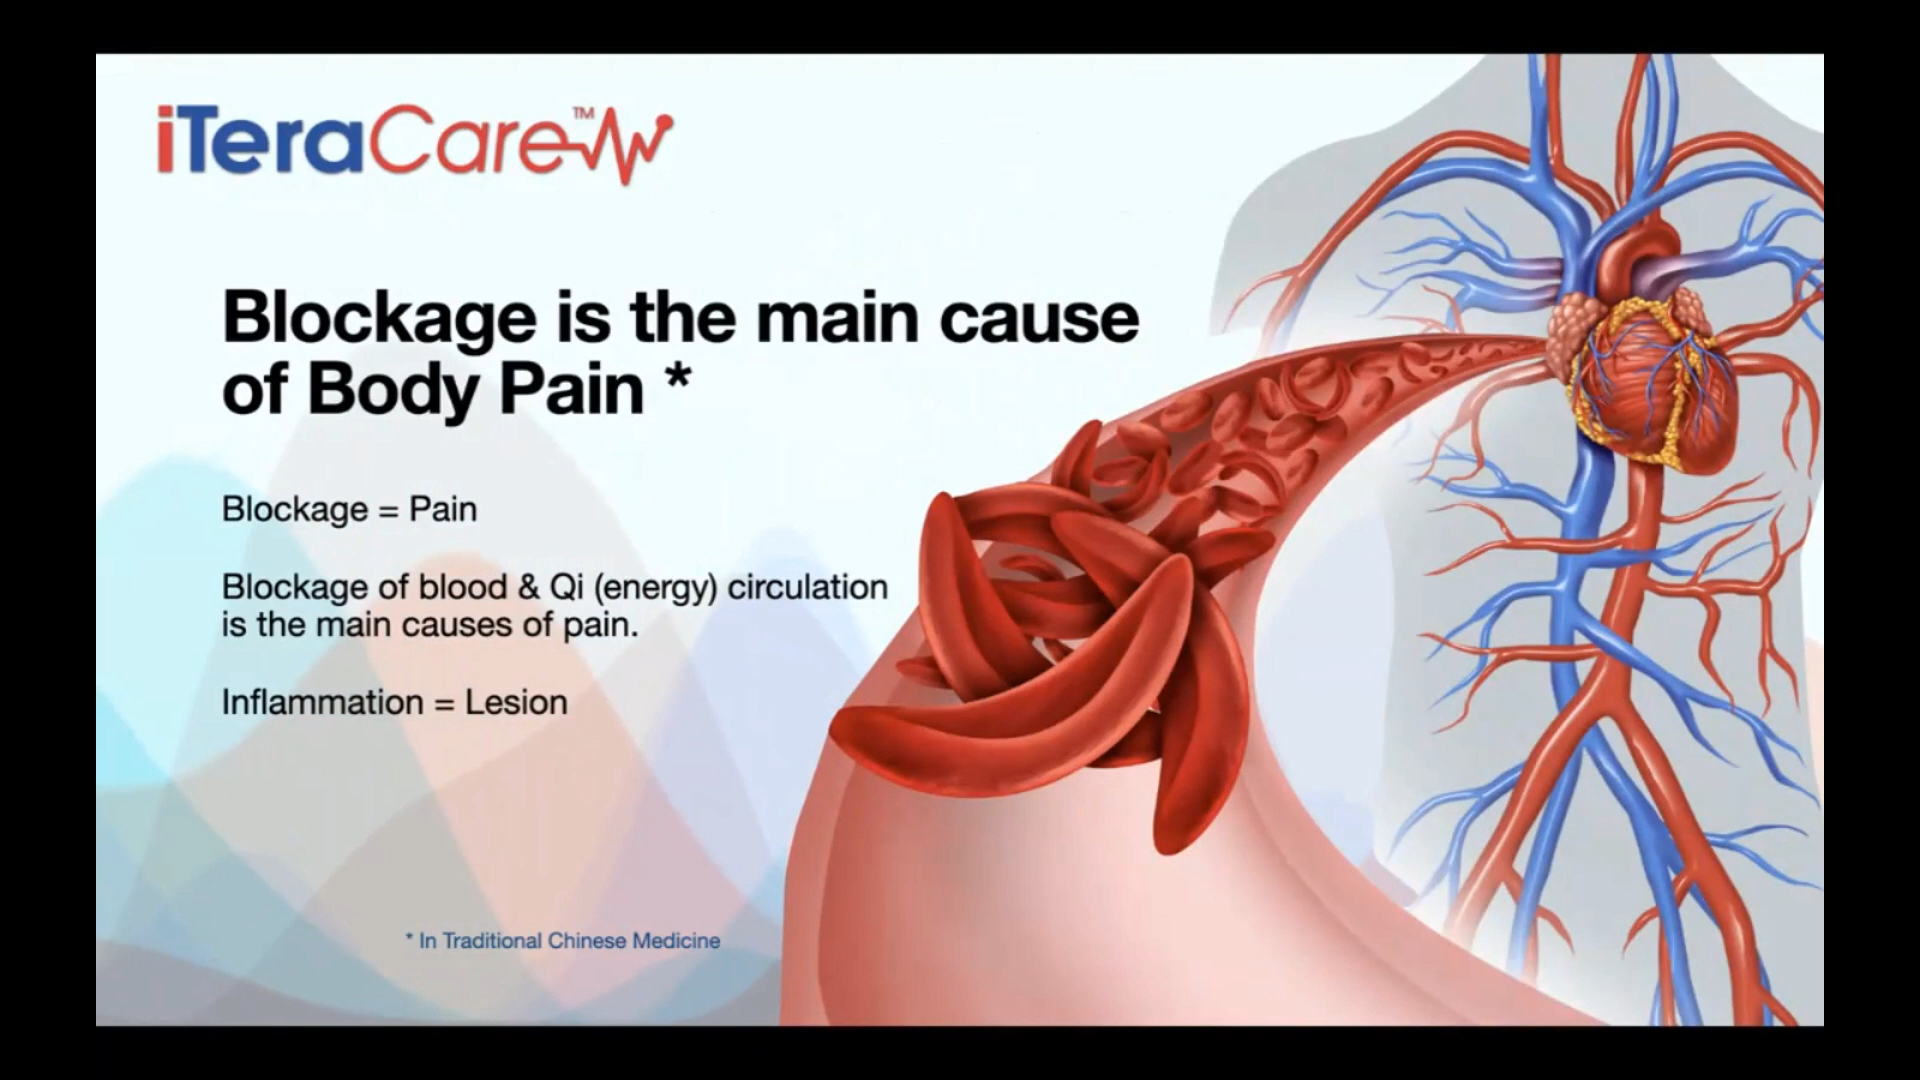 iTeraCare™
Blockage is the main cause
of Body Pain *
Blockage = Pain
Blockage of blood & Qi (energy) circulation
is the main causes of pain.
Inflammation = Lesion
* In Traditional Chinese Medicine